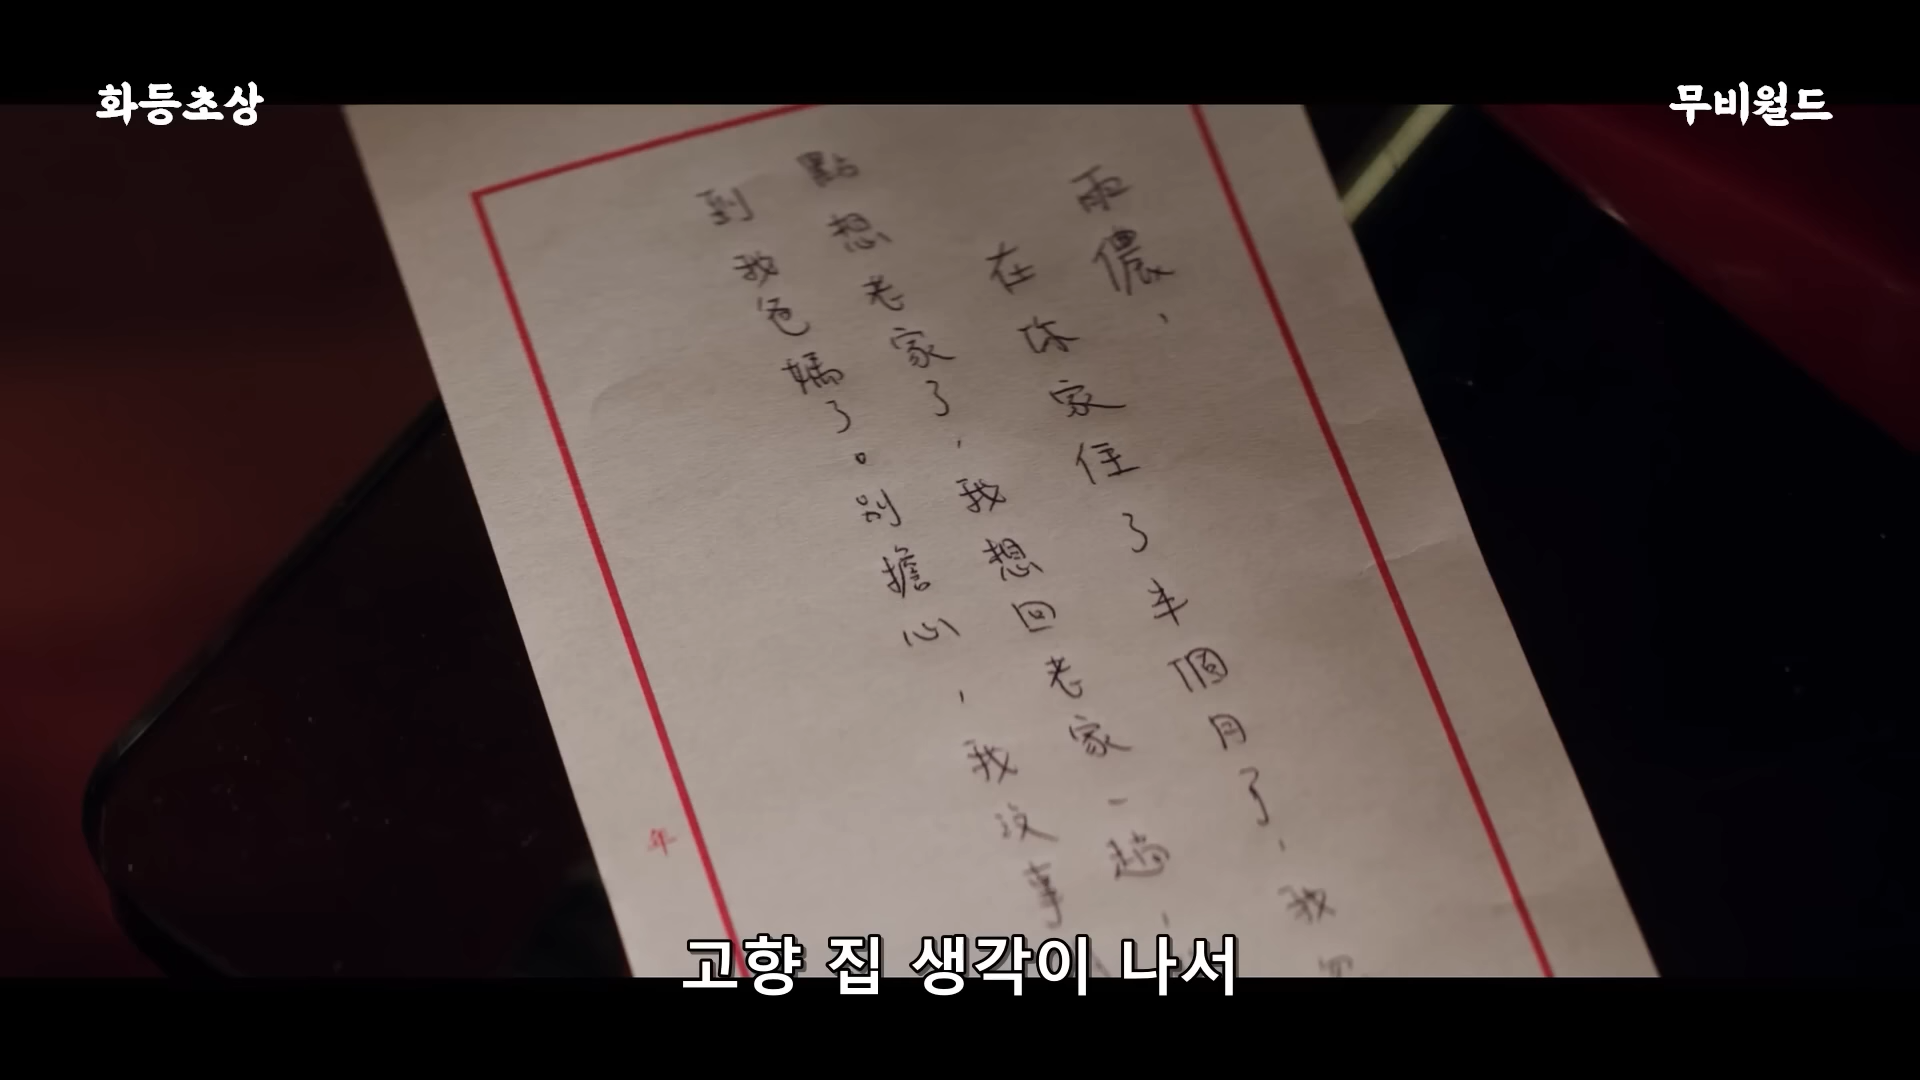 화등초상
무비월드
雨儂，
在你家住了半個月了，我
點想老家了，我想回老家一趟，
到我爸媽了。別擔心，我沒事
年
고향 집 생각이 나서